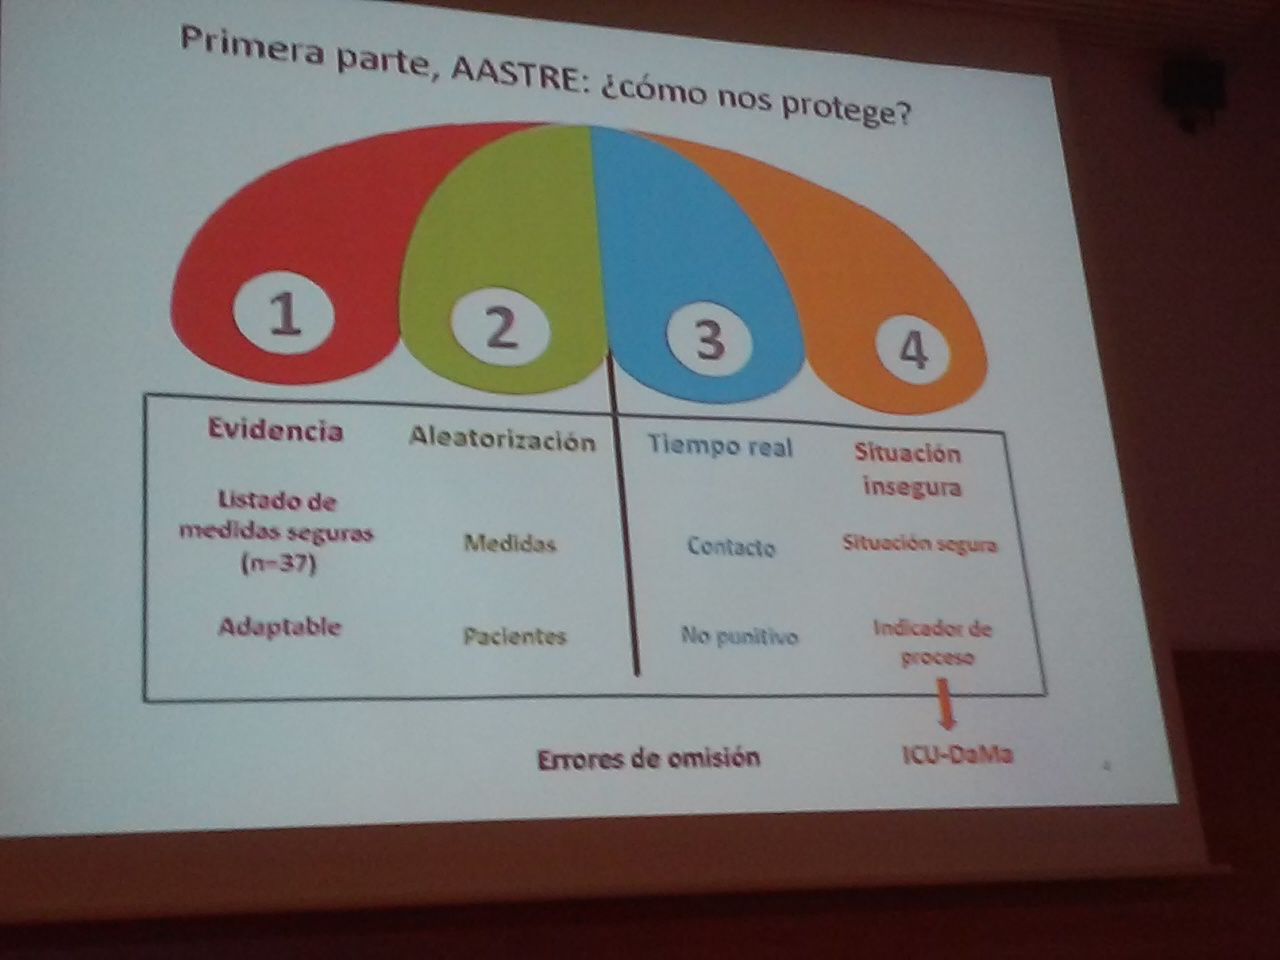 Primera parte, AASTRE: ¿cómo nos protege?
1
2
3
4
Evidencia
Listado de
medidas seguras
(n=37)
Adaptable
Aleatorización
Medidas
Pacientes
Tiempo real
Contacto
No punitivo
Situación
insegura
Situación segura
Indicador de
proceso
Errores de omisión
ICU-DaMa
4